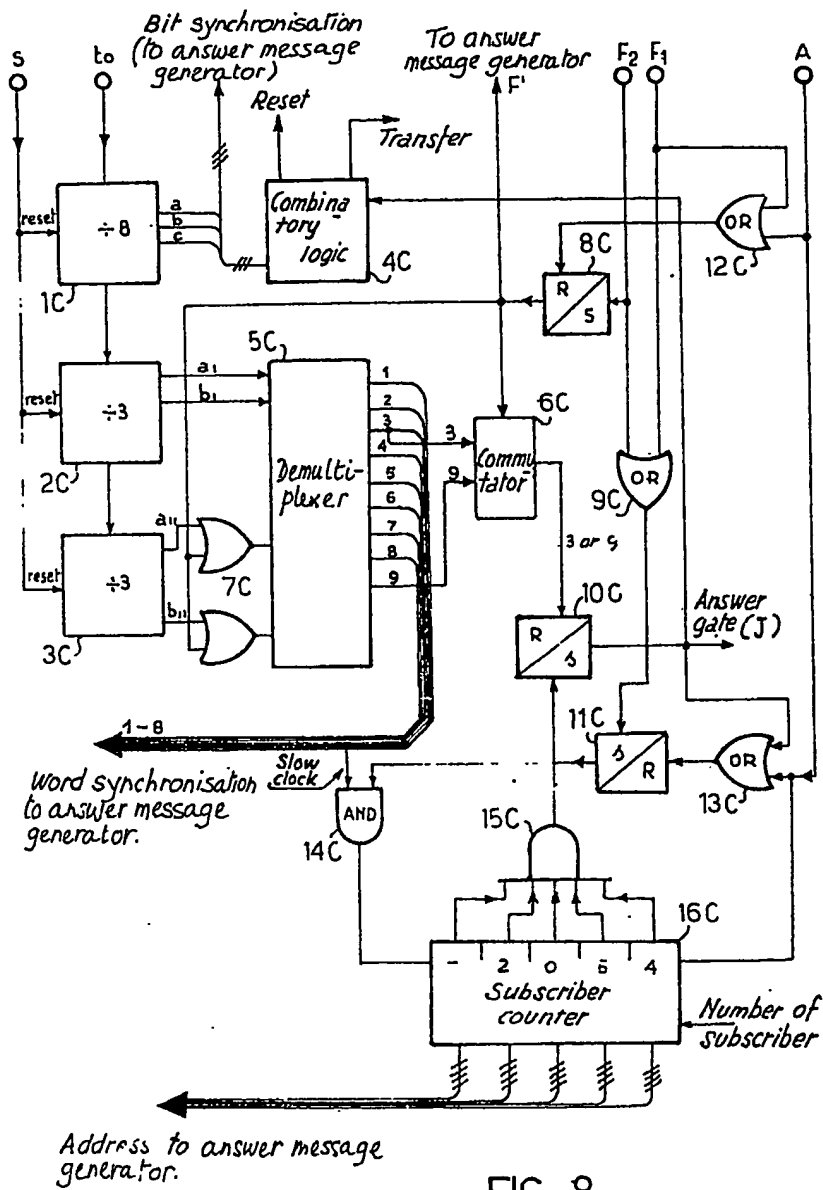 Bit synchronisation
(to answer message
generator)
To answer
message generator
F'
S
to
F2
F1
A
Reset
Transfer
reset
÷8
a
b
c
1C
Combina-
tory
logic
4C
OR
12C
8C
R
S
5C
reset
÷3
a1
b1
2C
Demulti-
plexer
1
2
3
4
5
6
7
8
9
3
9
6C
Commu
tator
OR
9C
reset
÷3
a11
b11
3C
7C
3 or 9
10C
R
s
Answer
gate (J)
1-8
Slow
clock
11C
s
R
OR
13C
Word synchronisation
to answer message
generator.
AND
14C
15C
16C
-
2
0
5
4
Subscriber
counter
Number of
subscriber
Address to answer message
generator.